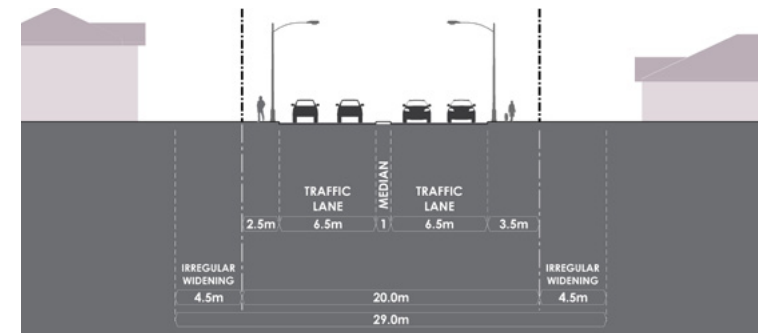 TRAFFIC
LANE
MEDIAN
TRAFFIC
LANE
2.5m
6.5m
1
6.5m
3.5m
IRREGULAR
WIDENING
IRREGULAR
WIDENING
4.5m
20.0m
4.5m
29.0m